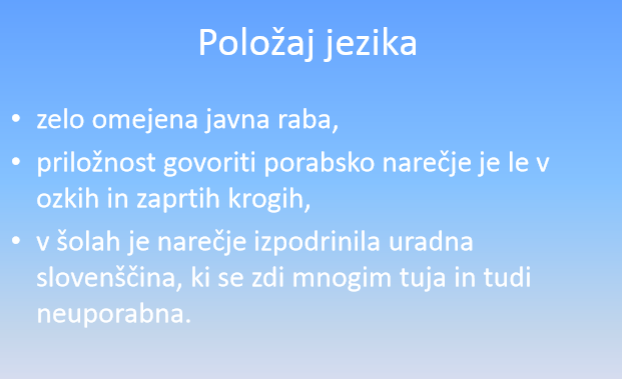 Položaj jezika
• zelo omejena javna raba,
• priložnost govoriti porabsko narečje je le v
ozkih in zaprtih krogih,
• v šolah je narečje izpodrinila uradna
slovenščina, ki se zdi mnogim tuja in tudi
neuporabna.